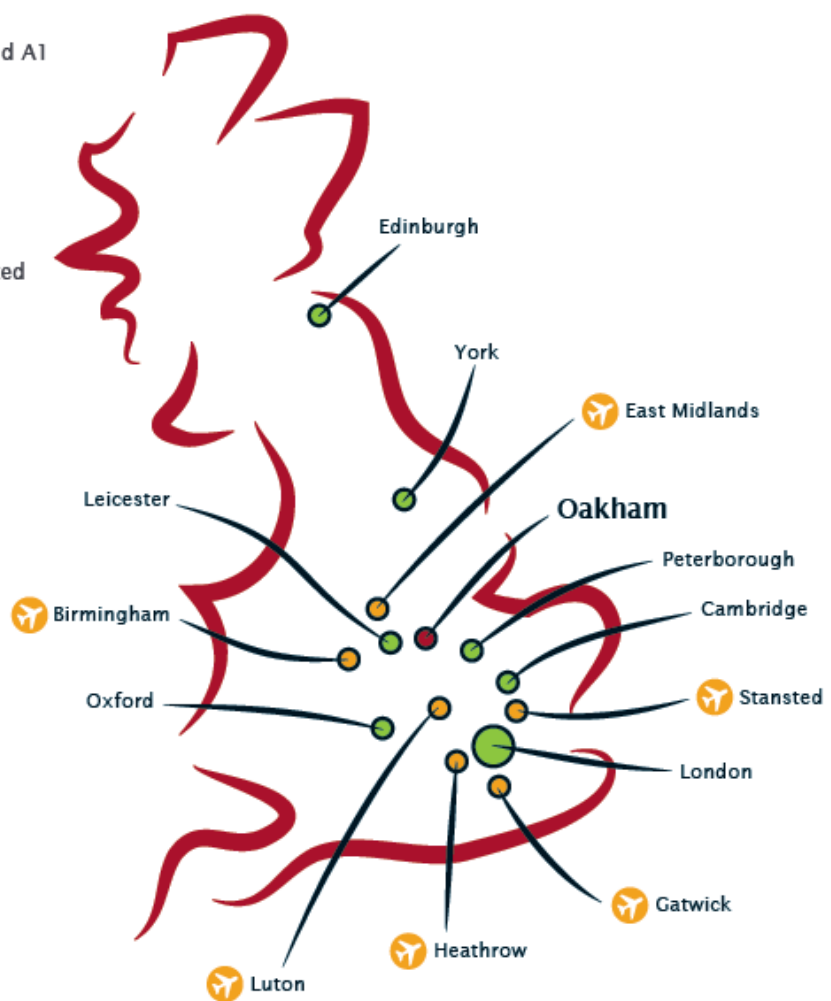 d A1
Edinburgh
ed
York
East Midlands
Leicester
Oakham
Peterborough
Birmingham
Cambridge
Oxford
Stansted
London
Gatwick
Heathrow
Luton